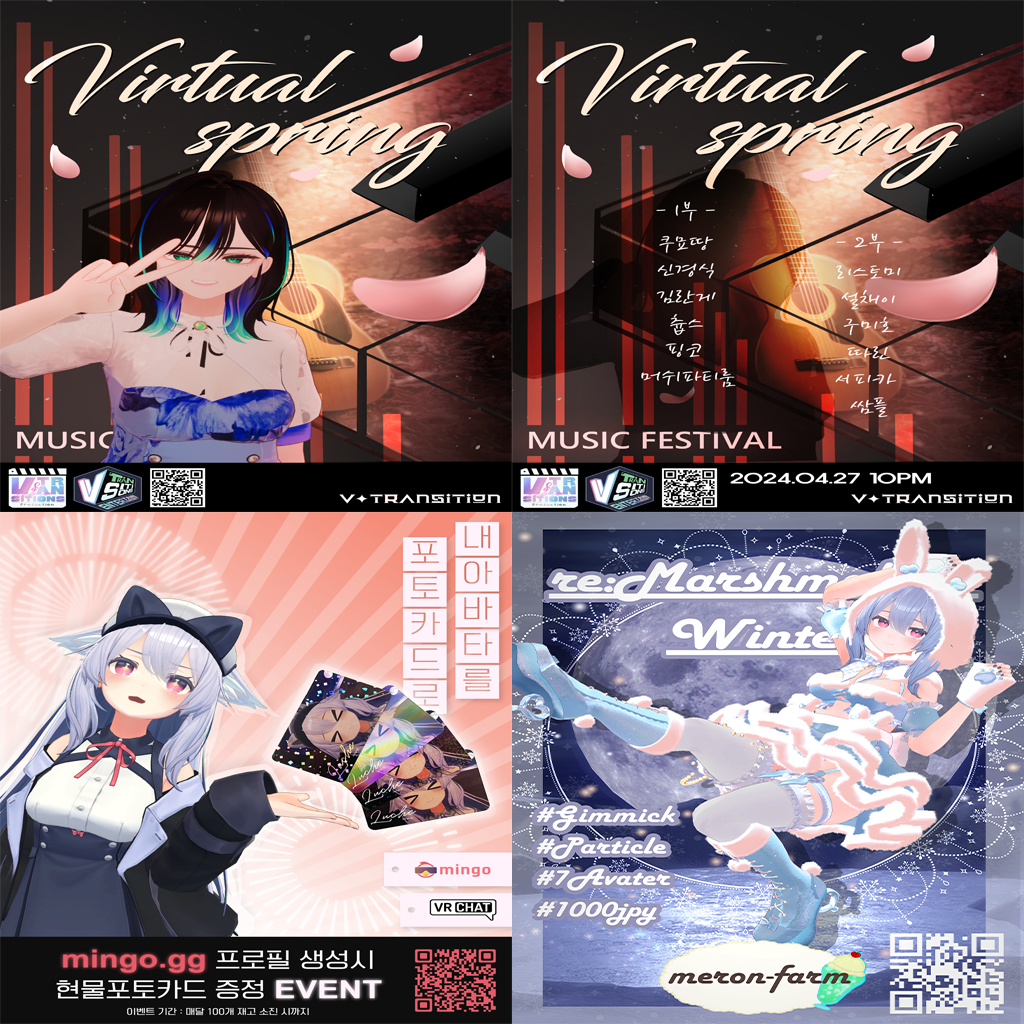 Virtual
spring
MUSIC
V TRANSITION
Virtual
spring
- 1부 -
쿠묘땅
신경식
김란게
츕스
핑코
머쉬파티룸
- 2부 -
리스토미
설채이
구미호
따린
서피카
쌈플
MUSIC FESTIVAL
2024.04.27 10PM
V TRANSITION
내아바타를
포토카드로
Luche
Luche
mingo
VR CHAT
mingo.gg 프로필 생성시
현물포토카드 증정 EVENT
이벤트 기간 : 매달 100개 재고 소진 시까지
re:Marshm
Winte
#Gimmick
#Particle
#7Avater
#1000jpy
meron-farm